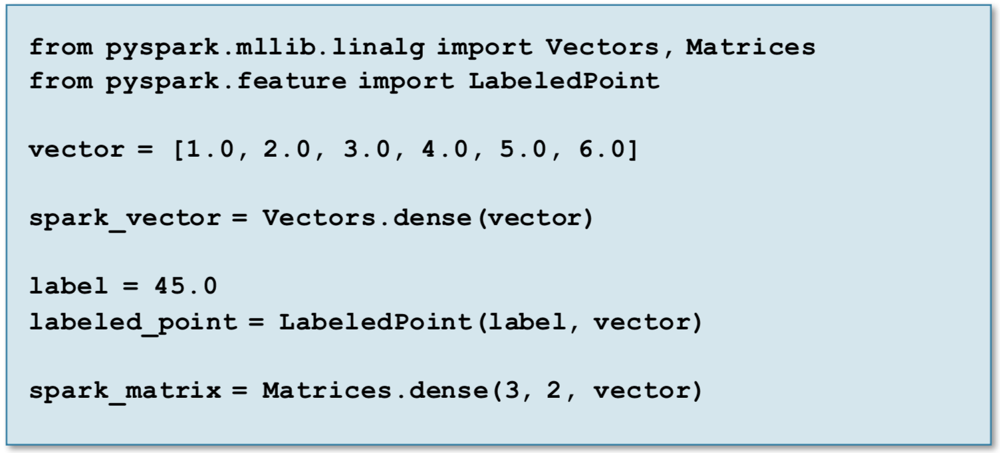 from pyspark.mllib.linalg import Vectors, Matrices
from pyspark.feature import LabeledPoint
vector = [1.0, 2.0, 3.0, 4.0, 5.0, 6.0]
spark_vector = Vectors.dense(vector)
label = 45.0
labeled_point = LabeledPoint(label, vector)
spark_matrix = Matrices.dense(3, 2, vector)